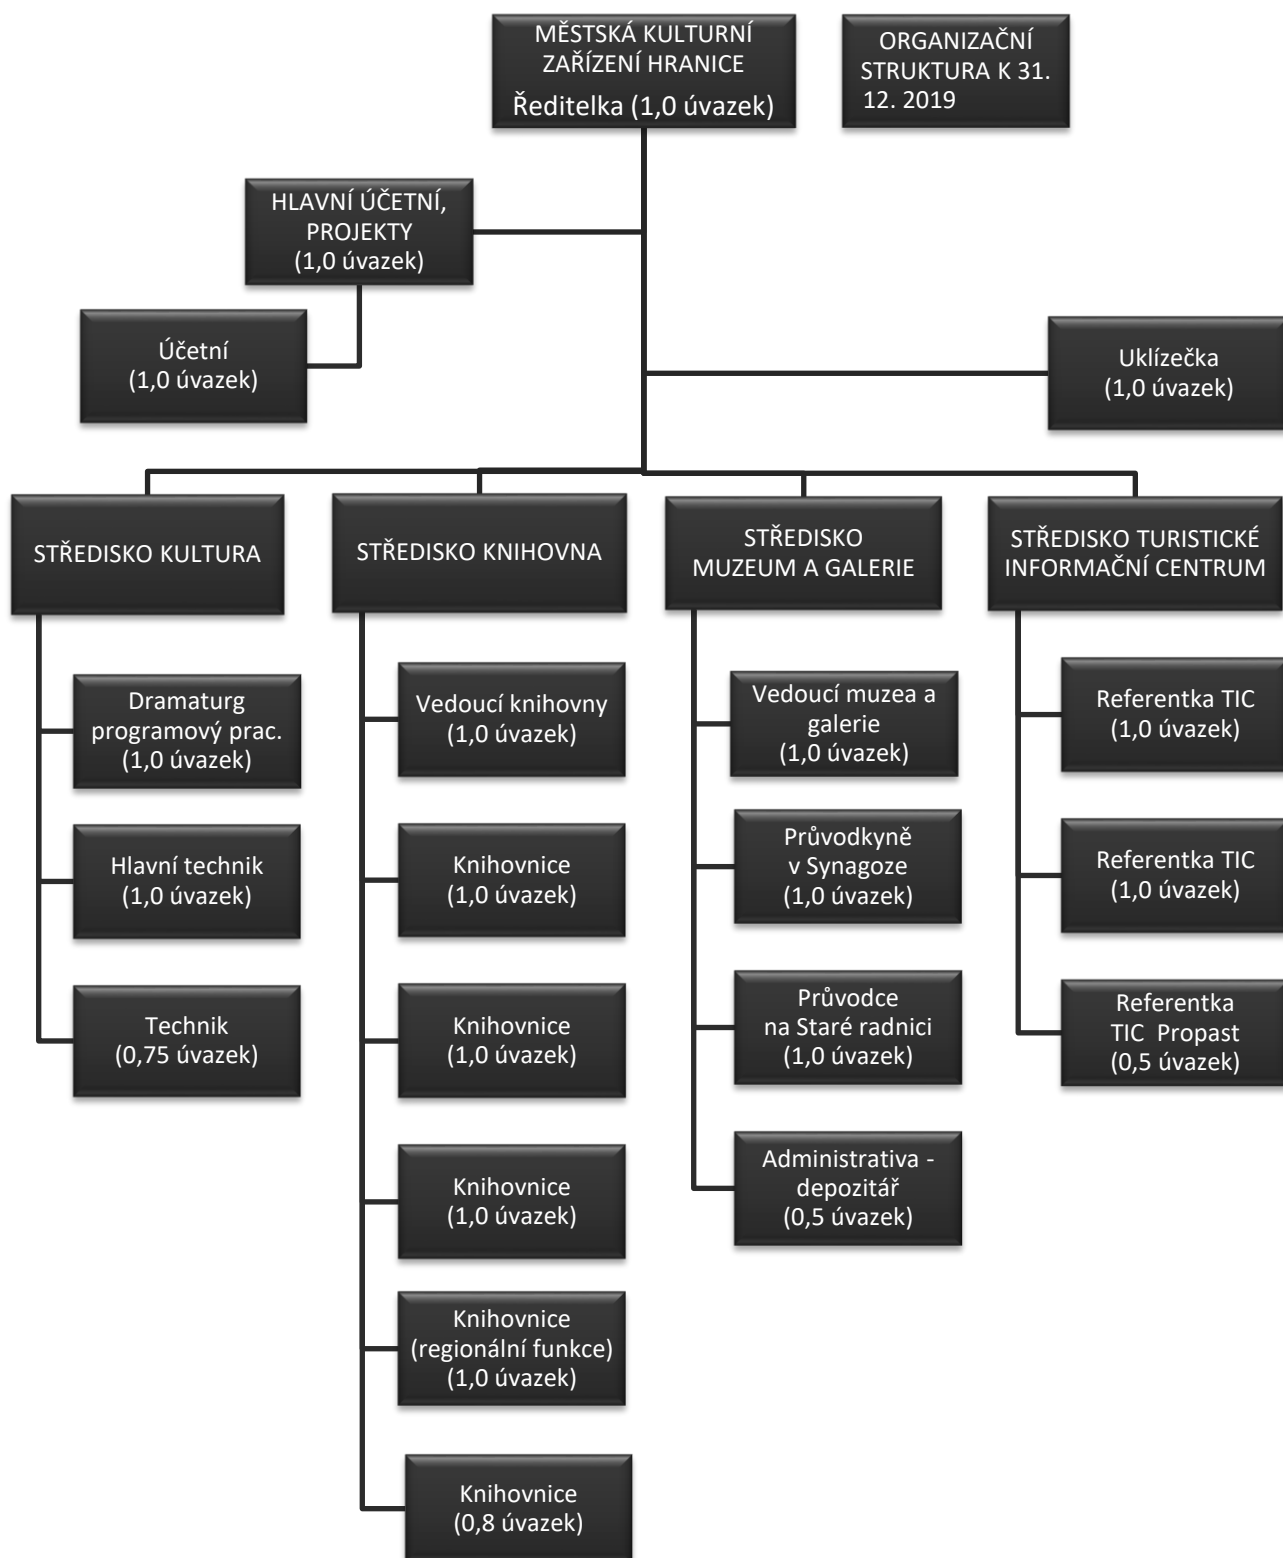 MĚSTSKÁ KULTURNÍ
ZAŘÍZENÍ HRANICE
Ředitelka (1,0 úvazek)
ORGANIZAČNÍ
STRUKTURA K 31.
12. 2019
HLAVNÍ ÚČETNÍ,
PROJEKTY
(1,0 úvazek)
Účetní
(1,0 úvazek)
Uklízečka
(1,0 úvazek)
STŘEDISKO KULTURA
Dramaturg
programový prac.
(1,0 úvazek)
Hlavní technik
(1,0 úvazek)
Technik
(0,75 úvazek)
STŘEDISKO KNIHOVNA
Vedoucí knihovny
(1,0 úvazek)
Knihovnice
(1,0 úvazek)
Knihovnice
(1,0 úvazek)
Knihovnice
(1,0 úvazek)
Knihovnice
(regionální funkce)
(1,0 úvazek)
Knihovnice
(0,8 úvazek)
STŘEDISKO
MUZEUM A GALERIE
Vedoucí muzea a
galerie
(1,0 úvazek)
Průvodkyně
v Synagoze
(1,0 úvazek)
Průvodce
na Staré radnici
(1,0 úvazek)
Administrativa -
depozitář
(0,5 úvazek)
STŘEDISKO TURISTICKÉ
INFORMAČNÍ CENTRUM
Referentka TIC
(1,0 úvazek)
Referentka TIC
(1,0 úvazek)
Referentka
TIC Propast
(0,5 úvazek)